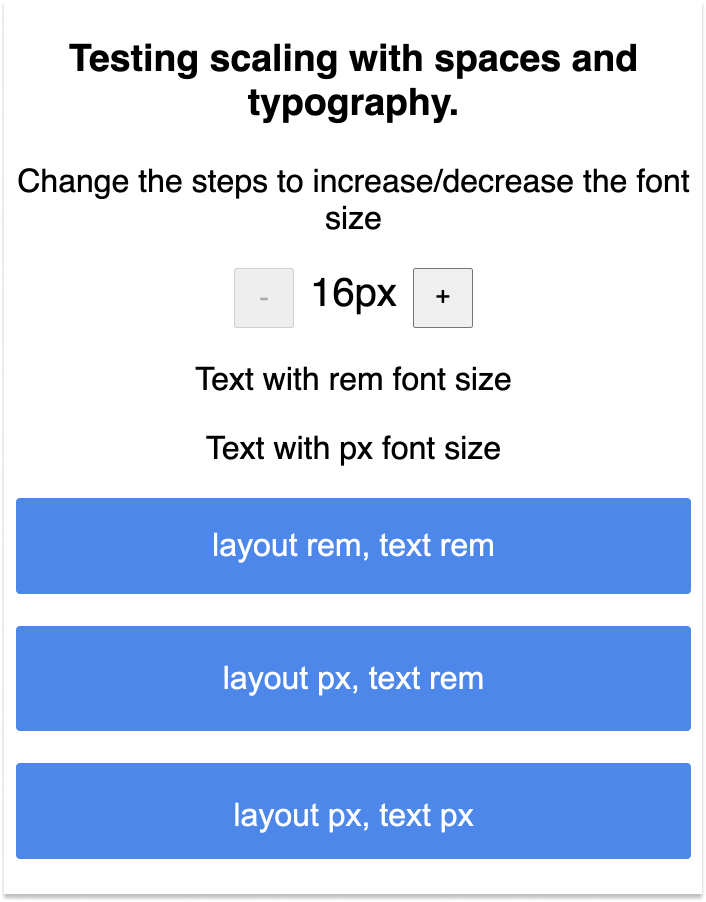 Testing scaling with spaces and
typography.
Change the steps to increase/decrease the font
size
- 16px +
Text with rem font size
Text with px font size
layout rem, text rem
layout px, text rem
layout px, text px